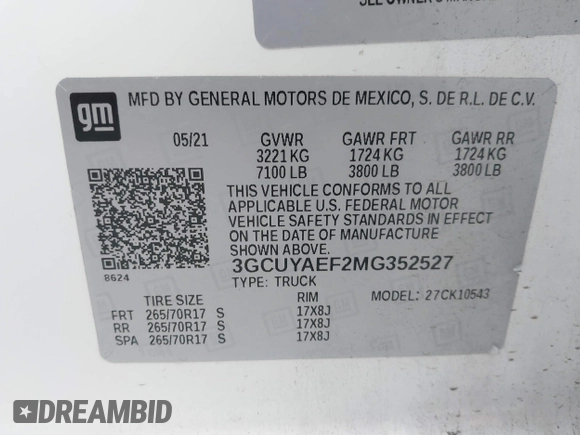 SEE OWNER'S MANUAL
gm
MFD BY GENERAL MOTORS DE MEXICO, S. DE R.L. DE C.V.
05/21 GVWR GAWR FRT GAWR RR
3221 KG 1724 KG 1724 KG
7100 LB 3800 LB 3800 LB
THIS VEHICLE CONFORMS TO ALL
APPLICABLE U.S. FEDERAL MOTOR
VEHICLE SAFETY STANDARDS IN EFFECT
ON THE DATE OF MANUFACTURE
SHOWN ABOVE.
8624
3GCUYAEF2MG352527
TYPE: TRUCK MODEL: 27CK10543
TIRE SIZE RIM
FRT 265/70R17 S 17X8J
RR 265/70R17 S 17X8J
SPA 265/70R17 S 17X8J
DREAMBID